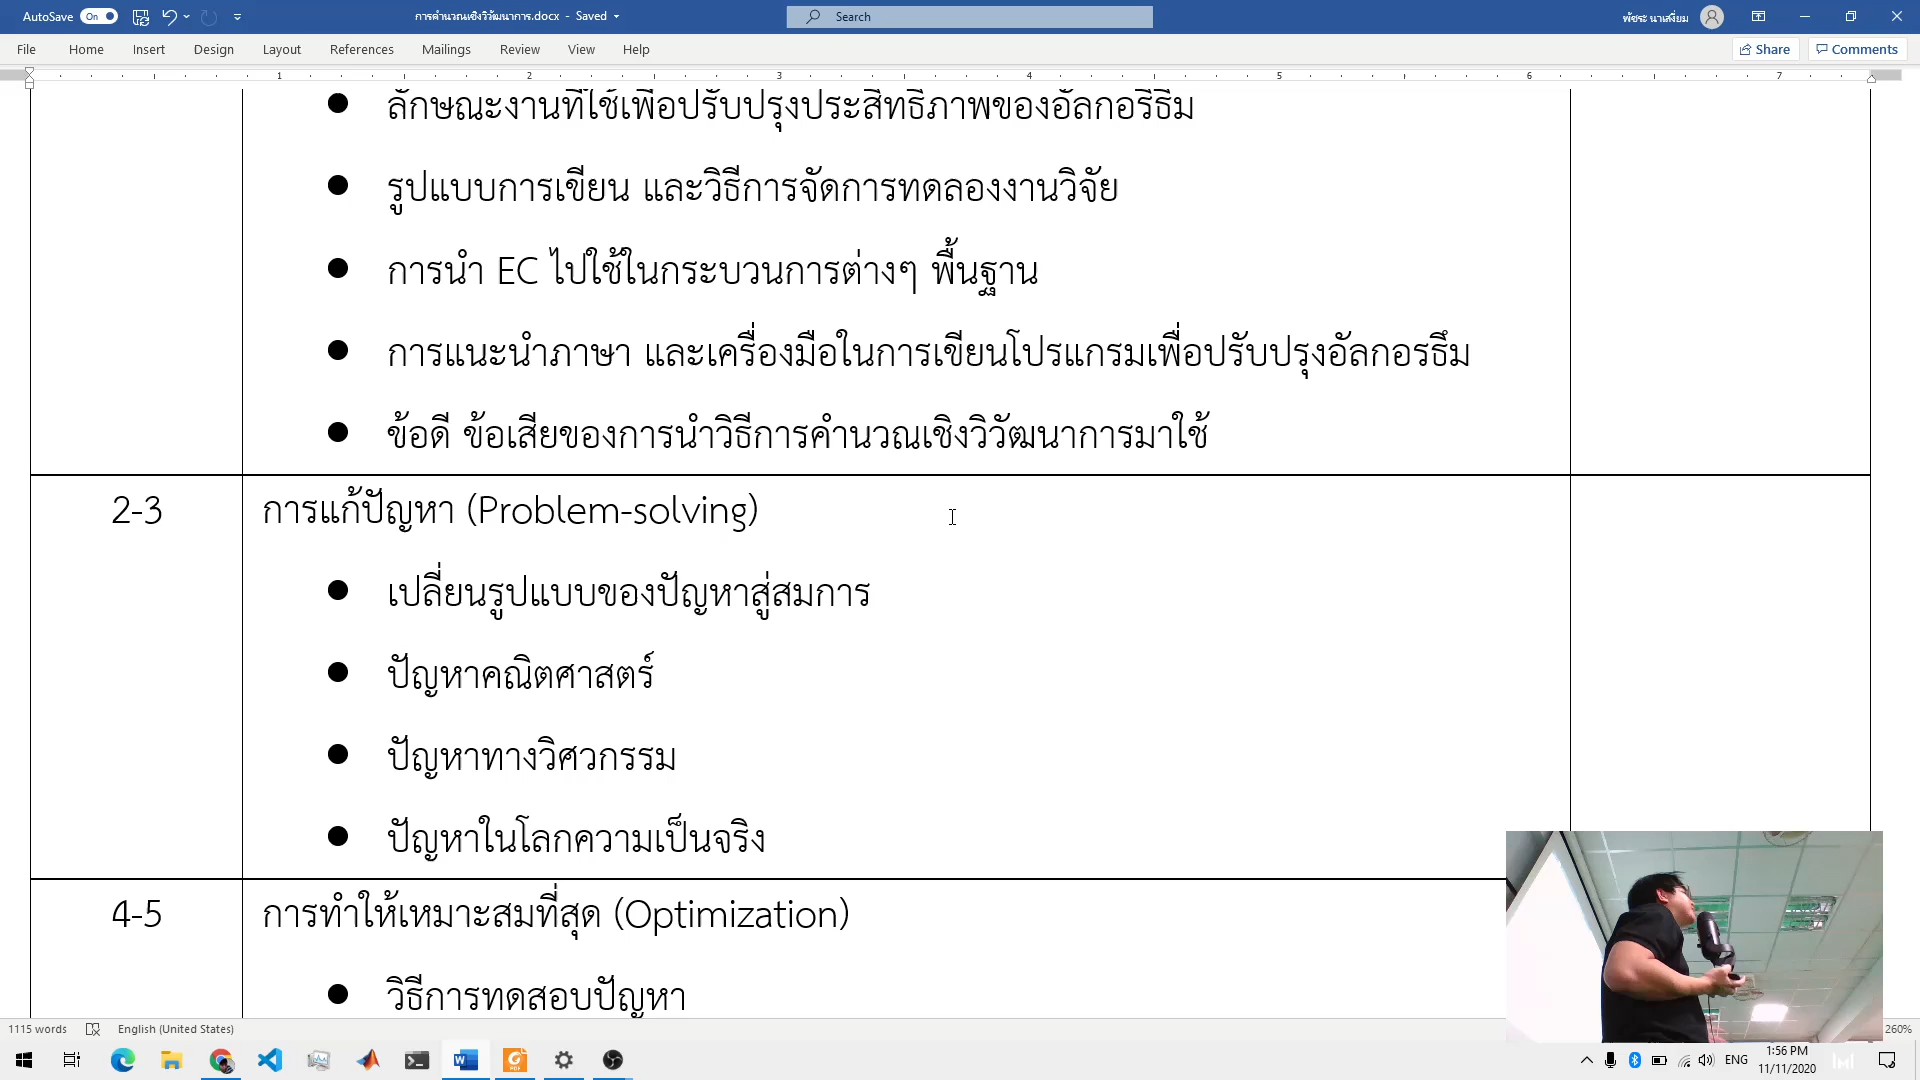 AutoSave On การคำนวณเชิงวิวัฒนาการ.docx - Saved Search พัชระ นาเสงี่ยม
File Home Insert Design Layout References Mailings Review View Help Share Comments
1 2 3 4 5 6 7
ลักษณะงานที่ใช้เพื่อปรับปรุงประสิทธิภาพของอัลกอริธึม
รูปแบบการเขียน และวิธีการจัดการทดลองงานวิจัย
การนำ EC ไปใช้ในกระบวนการต่างๆ พื้นฐาน
การแนะนำภาษา และเครื่องมือในการเขียนโปรแกรมเพื่อปรับปรุงอัลกอรธึม
ข้อดี ข้อเสียของการนำวิธีการคำนวณเชิงวิวัฒนาการมาใช้
2-3 การแก้ปัญหา (Problem-solving)
เปลี่ยนรูปแบบของปัญหาสู่สมการ
ปัญหาคณิตศาสตร์
ปัญหาทางวิศวกรรม
ปัญหาในโลกความเป็นจริง
4-5 การทำให้เหมาะสมที่สุด (Optimization)
วิธีการทดสอบปัญหา
1115 words English (United States) 260%
ENG 1:56 PM
11/11/2020